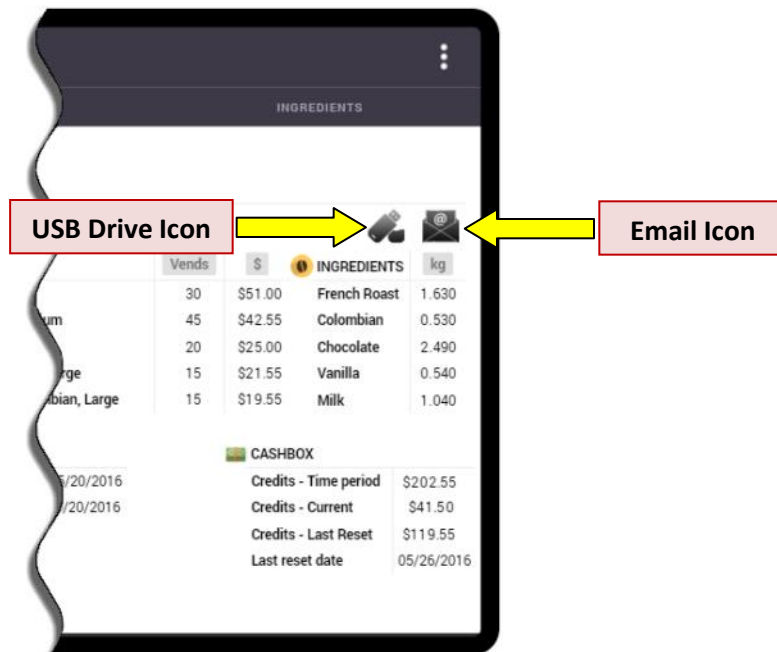 INGREDIENTS
USB Drive Icon
@
Email Icon
Vends $ INGREDIENTS kg
30 $51.00 French Roast 1.630
um 45 $42.55 Colombian 0.530
20 $25.00 Chocolate 2.490
rge 15 $21.55 Vanilla 0.540
bian, Large 15 $19.55 Milk 1.040
CASHBOX
5/20/2016 Credits - Time period $202.55
/20/2016 Credits - Current $41.50
Credits - Last Reset $119.55
Last reset date 05/26/2016